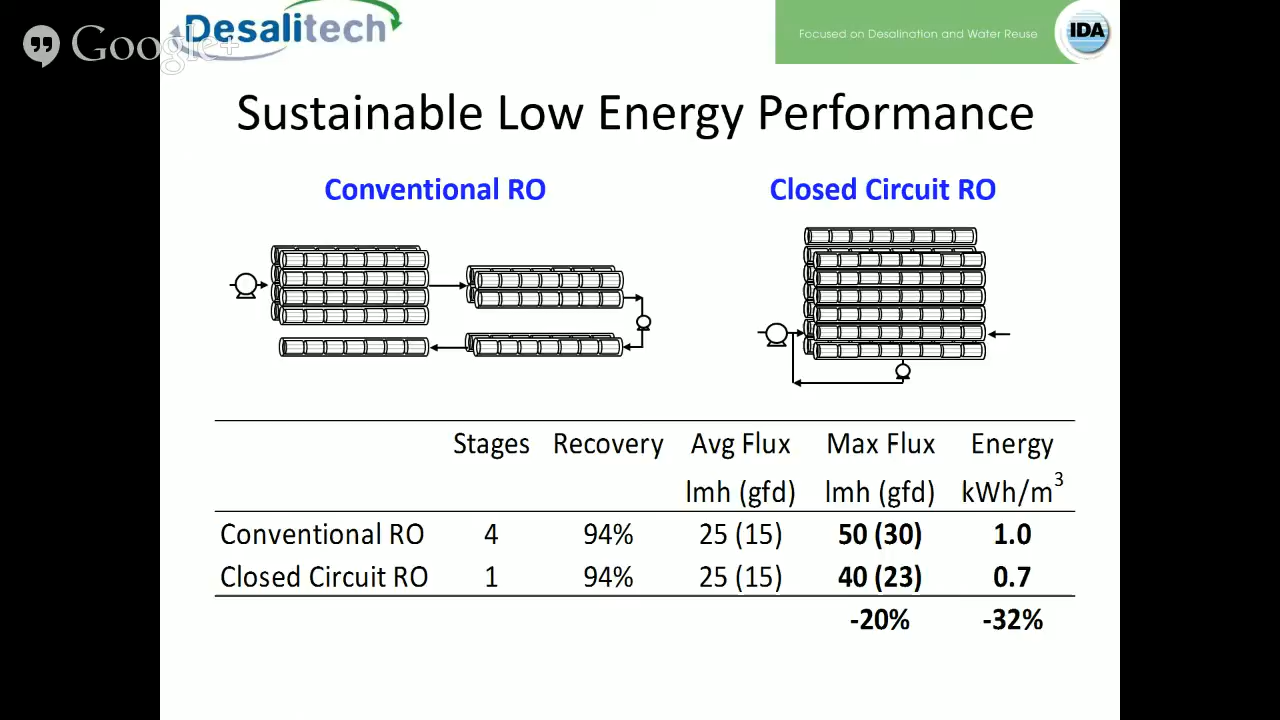 Google+
Desalitech
Focused on Desalination and Water Reuse
IDA
Sustainable Low Energy Performance
Conventional RO
Closed Circuit RO
Stages Recovery Avg Flux Max Flux Energy
lmh (gfd) lmh (gfd) kWh/m³
Conventional RO 4 94% 25 (15) 50 (30) 1.0
Closed Circuit RO 1 94% 25 (15) 40 (23) 0.7
-20% -32%